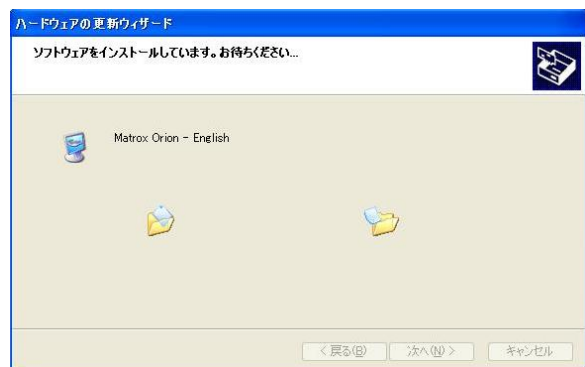 ハードウェアの更新ウィザード
ソフトウェアをインストールしています。お待ちください...
Matrox Orion - English
< 戻る(B)
次へ(N) >
キャンセル